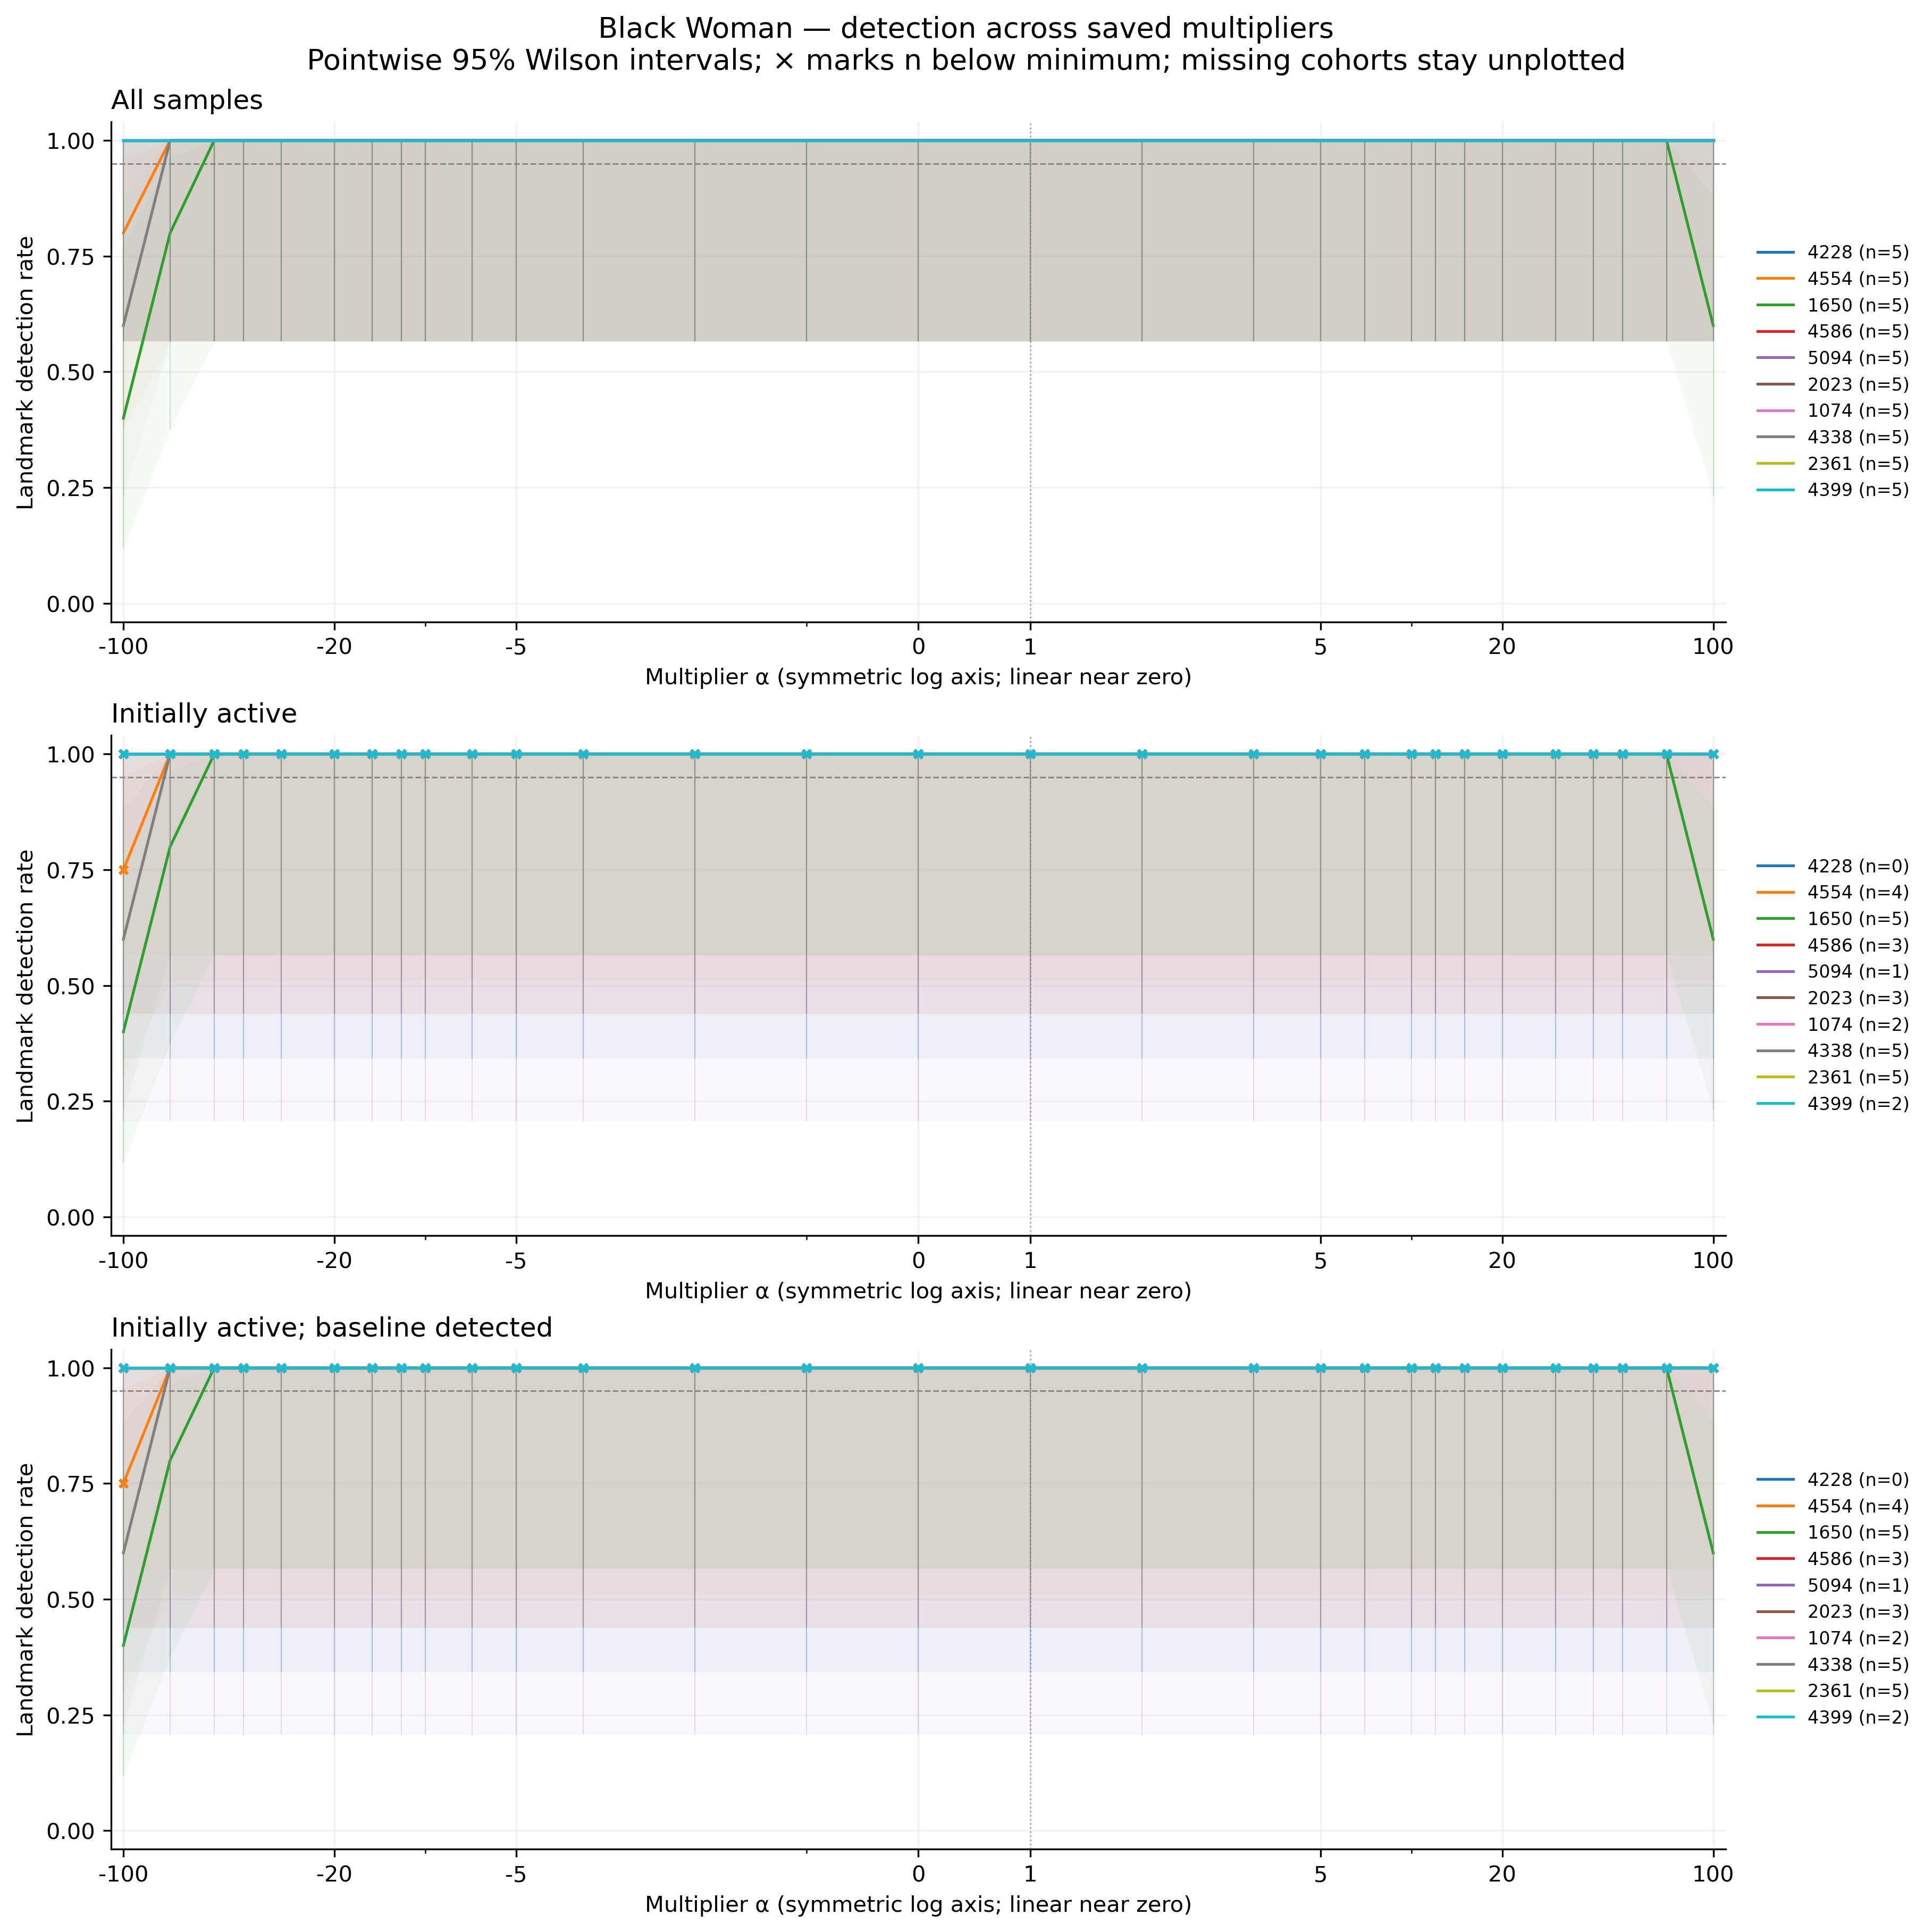 Black Woman — detection across saved multipliers
Pointwise 95% Wilson intervals; × marks n below minimum; missing cohorts stay unplotted
All samples
Landmark detection rate
1.00
0.75
0.50
0.25
0.00
-100
-20
-5
0
1
5
20
100
Multiplier α (symmetric log axis; linear near zero)
4228 (n=5)
4554 (n=5)
1650 (n=5)
4586 (n=5)
5094 (n=5)
2023 (n=5)
1074 (n=5)
4338 (n=5)
2361 (n=5)
4399 (n=5)
Initially active
Landmark detection rate
1.00
0.75
0.50
0.25
0.00
-100
-20
-5
0
1
5
20
100
Multiplier α (symmetric log axis; linear near zero)
4228 (n=0)
4554 (n=4)
1650 (n=5)
4586 (n=3)
5094 (n=1)
2023 (n=3)
1074 (n=2)
4338 (n=5)
2361 (n=5)
4399 (n=2)
Initially active; baseline detected
Landmark detection rate
1.00
0.75
0.50
0.25
0.00
-100
-20
-5
0
1
5
20
100
Multiplier α (symmetric log axis; linear near zero)
4228 (n=0)
4554 (n=4)
1650 (n=5)
4586 (n=3)
5094 (n=1)
2023 (n=3)
1074 (n=2)
4338 (n=5)
2361 (n=5)
4399 (n=2)